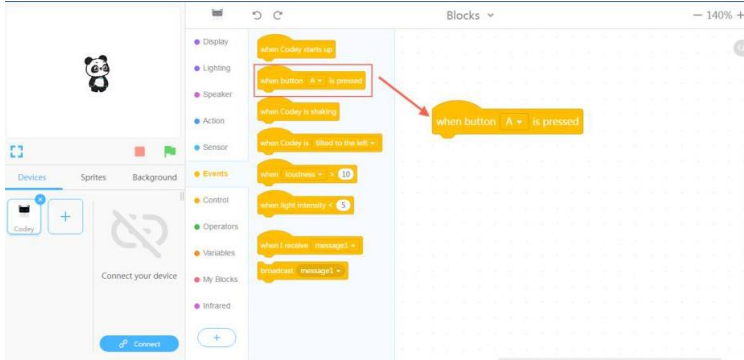 Blocks
— 140% +
Display
Lighting
Speaker
Action
Sensor
Events
Control
Operators
Variables
My Blocks
Infrared
+
when Codey starts up
when button A is pressed
when Codey is shaking
when Codey is tilted to the left
when loudness > 10
when light intensity < 5
when I receive message1
broadcast message1
when button A is pressed
Devices Sprites Background
Codey
+
Connect your device
Connect